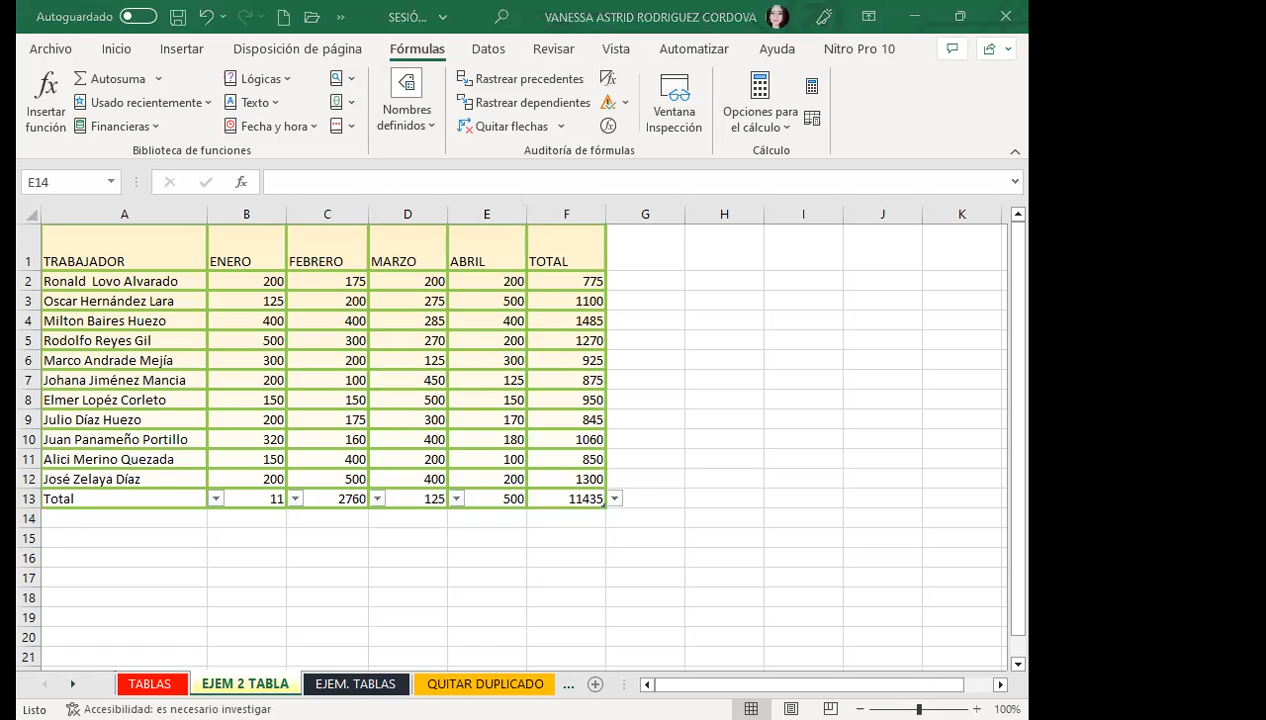 Autoguardado SESIÓ... VANESSA ASTRID RODRIGUEZ CORDOVA
Archivo Inicio Insertar Disposición de página Fórmulas Datos Revisar Vista Automatizar Ayuda Nitro Pro 10
fx Insertar función
Autosuma
Usado recientemente
Financieras
Lógicas
Texto
Fecha y hora
Biblioteca de funciones
Nombres definidos
Rastrear precedentes
Rastrear dependientes
Quitar flechas
Auditoría de fórmulas
Ventana Inspección
Opciones para el cálculo
Cálculo
E14 fx
A B C D E F G H I J K
1 TRABAJADOR ENERO FEBRERO MARZO ABRIL TOTAL
2 Ronald  Lovo Alvarado 200 175 200 200 775
3 Oscar Hernández Lara 125 200 275 500 1100
4 Milton Baires Huezo 400 400 285 400 1485
5 Rodolfo Reyes Gil 500 300 270 200 1270
6 Marco Andrade Mejía 300 200 125 300 925
7 Johana Jiménez Mancia 200 100 450 125 875
8 Elmer Lopéz Corleto 150 150 500 150 950
9 Julio Díaz Huezo 200 175 300 170 845
10 Juan Panameño Portillo 320 160 400 180 1060
11 Alici Merino Quezada 150 400 200 100 850
12 José Zelaya Díaz 200 500 400 200 1300
13 Total 11 2760 125 500 11435
14
15
16
17
18
19
20
21
TABLAS EJEM 2 TABLA EJEM. TABLAS QUITAR DUPLICADO ...
Listo Accesibilidad: es necesario investigar 100%